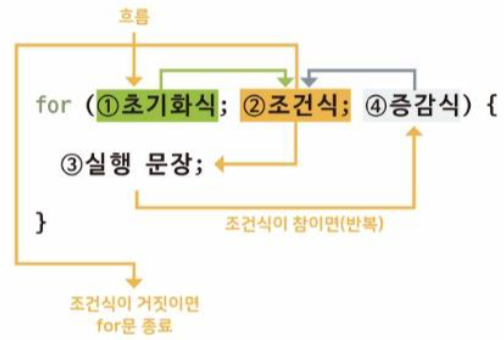 흐름
for (①초기화식; ②조건식; ④증감식) {
③실행 문장;
}
조건식이 참이면(반복)
조건식이 거짓이면
for문 종료